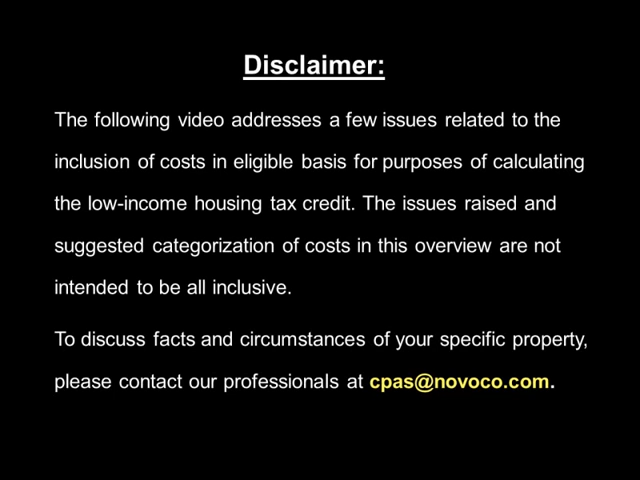 Disclaimer:
The following video addresses a few issues related to the
inclusion of costs in eligible basis for purposes of calculating
the low-income housing tax credit. The issues raised and
suggested categorization of costs in this overview are not
intended to be all inclusive.
To discuss facts and circumstances of your specific property,
please contact our professionals at cpas@novoco.com.